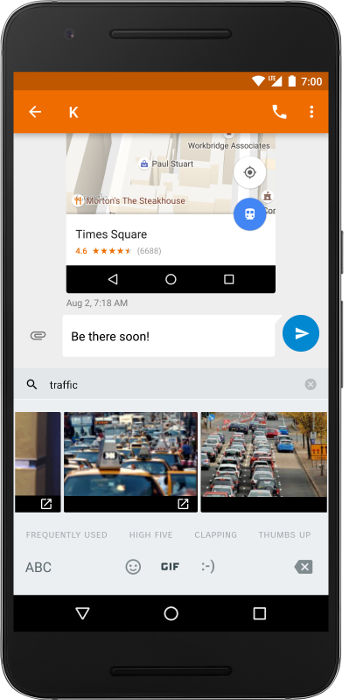 LTE 7:00
K
Workbridge Associates
Paul Stuart
Morton's The Steakhouse
Cor
Times Square
4.6 (6688)
Aug 2, 7:18 AM
Be there soon!
traffic
FREQUENTLY USED HIGH FIVE CLAPPING THUMBS UP
ABC GIF :-)